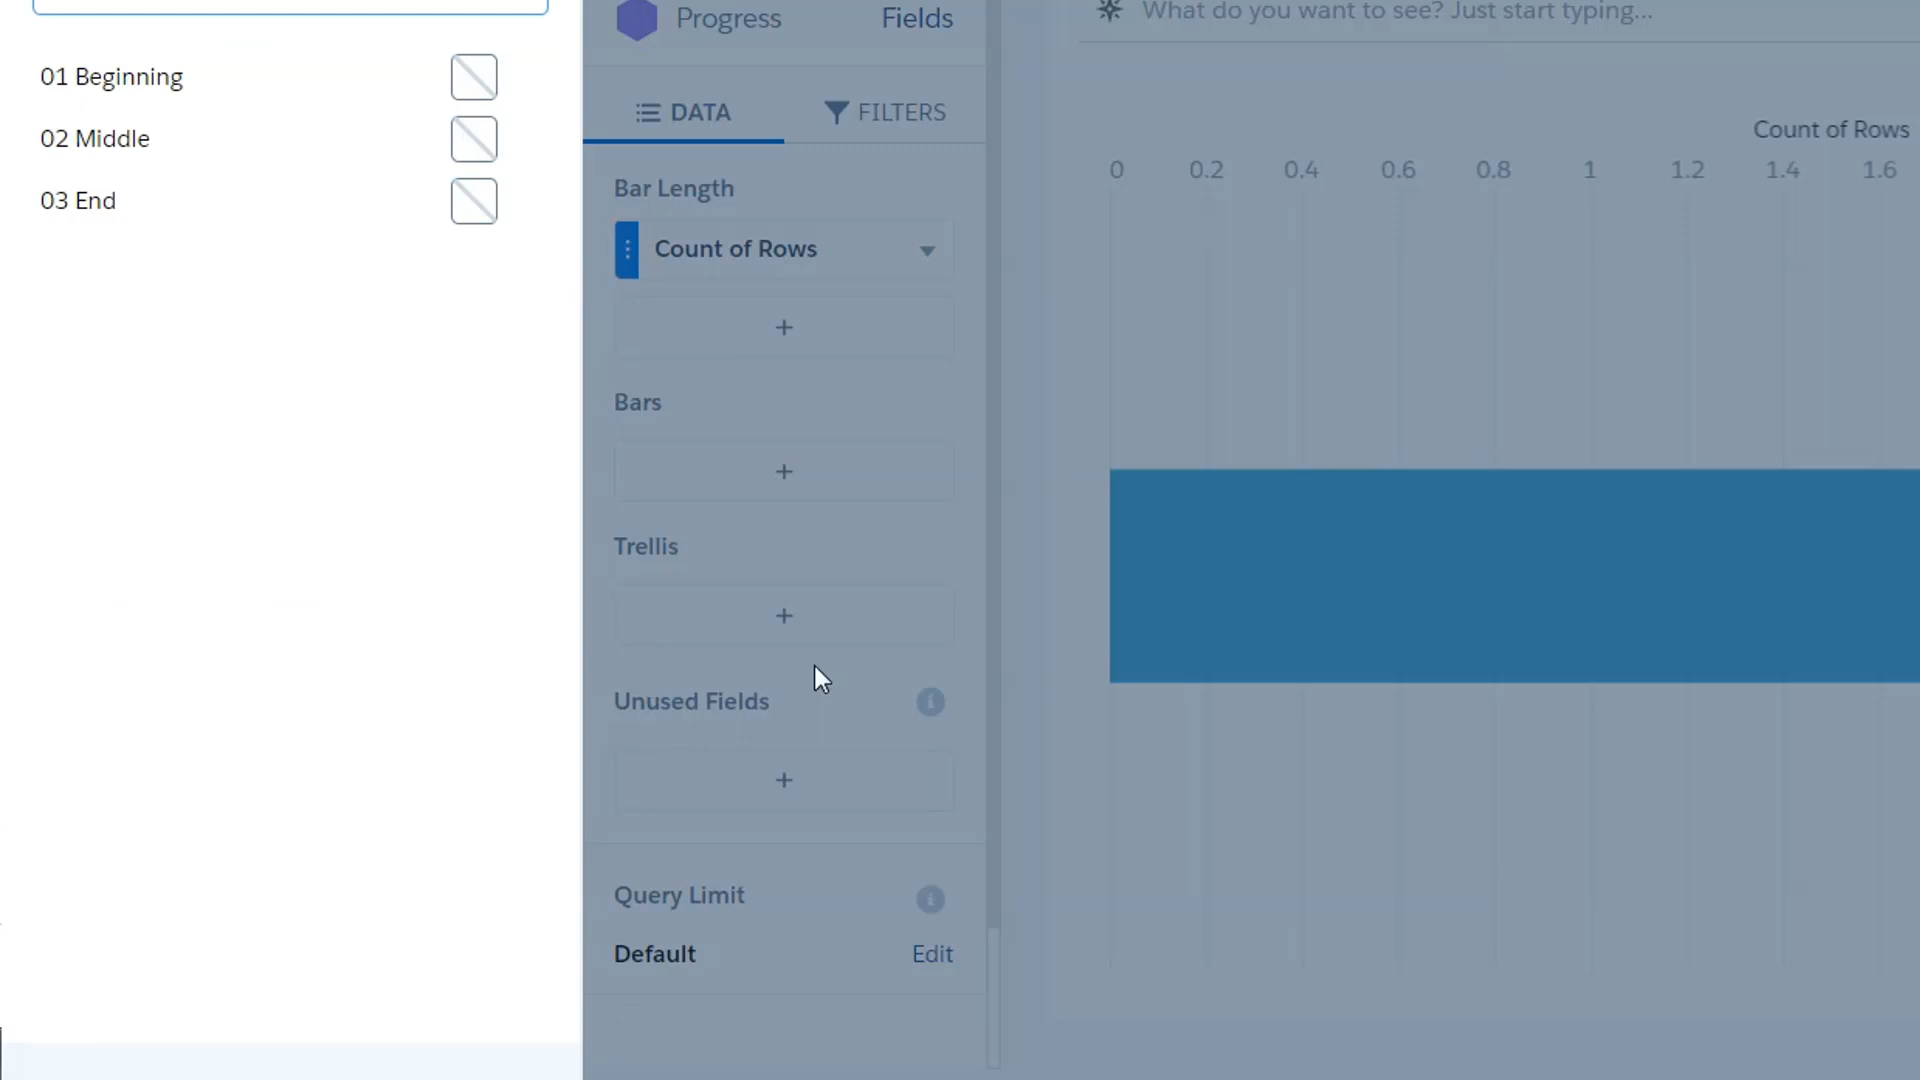 01 Beginning
02 Middle
03 End
Progress
Fields
DATA
FILTERS
Bar Length
Count of Rows
+
Bars
+
Trellis
+
Unused Fields
+
Query Limit
Default
Edit
What do you want to see? Just start typing...
Count of Rows
0 0.2 0.4 0.6 0.8 1 1.2 1.4 1.6